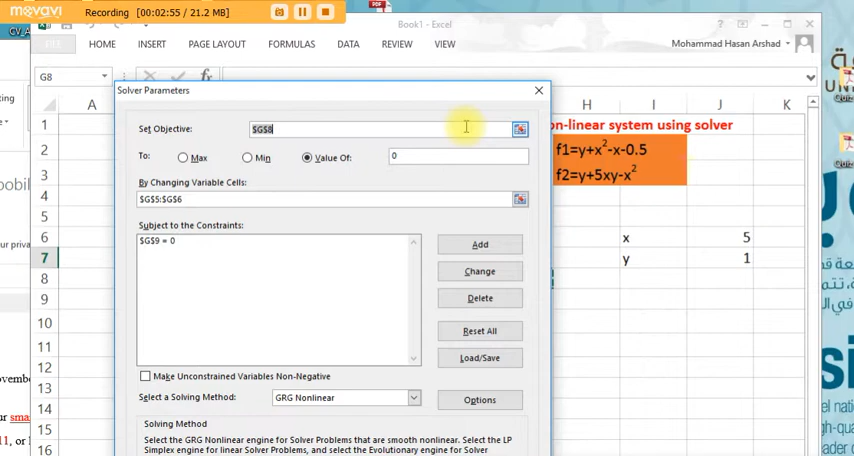 movavi
Recording (00:02:55 / 21.2 MB)
PDF
CV_A
Book1 - Excel
FILE HOME INSERT PAGE LAYOUT FORMULAS DATA REVIEW VIEW
Mohammad Hasan Arshad
G8
fx
A H I J K
1
2
3
4
5
6
7
8
9
10
11
12
13
14
15
16
on-linear system using solver
f1=y+x²-x-0.5
f2=y+5xy-x²
x 5
y 1
Solver Parameters
Set Objective: $G$8
To: Max Min Value Of: 0
By Changing Variable Cells:
$G$5:$G$6
Subject to the Constraints:
$G$9 = 0
Add
Change
Delete
Reset All
Load/Save
Make Unconstrained Variables Non-Negative
Select a Solving Method: GRG Nonlinear
Options
Solving Method
Select the GRG Nonlinear engine for Solver Problems that are smooth nonlinear. Select the LP
Simplex engine for linear Solver Problems, and select the Evolutionary engine for Solver
Quiz
Quiz